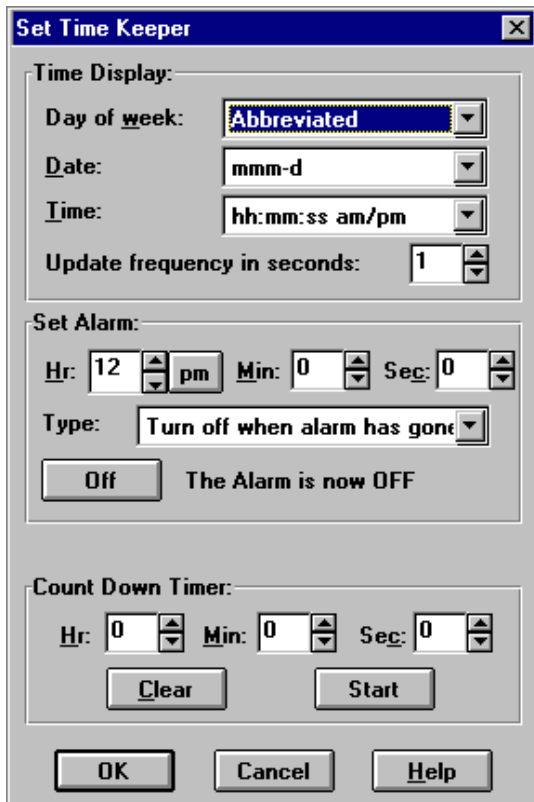 Set Time Keeper
Time Display:
Day of week: Abbreviated
Date: mmm-d
Time: hh:mm:ss am/pm
Update frequency in seconds: 1
Set Alarm:
Hr: 12 pm Min: 0 Sec: 0
Type: Turn off when alarm has gone
Off The Alarm is now OFF
Count Down Timer:
Hr: 0 Min: 0 Sec: 0
Clear Start
OK Cancel Help